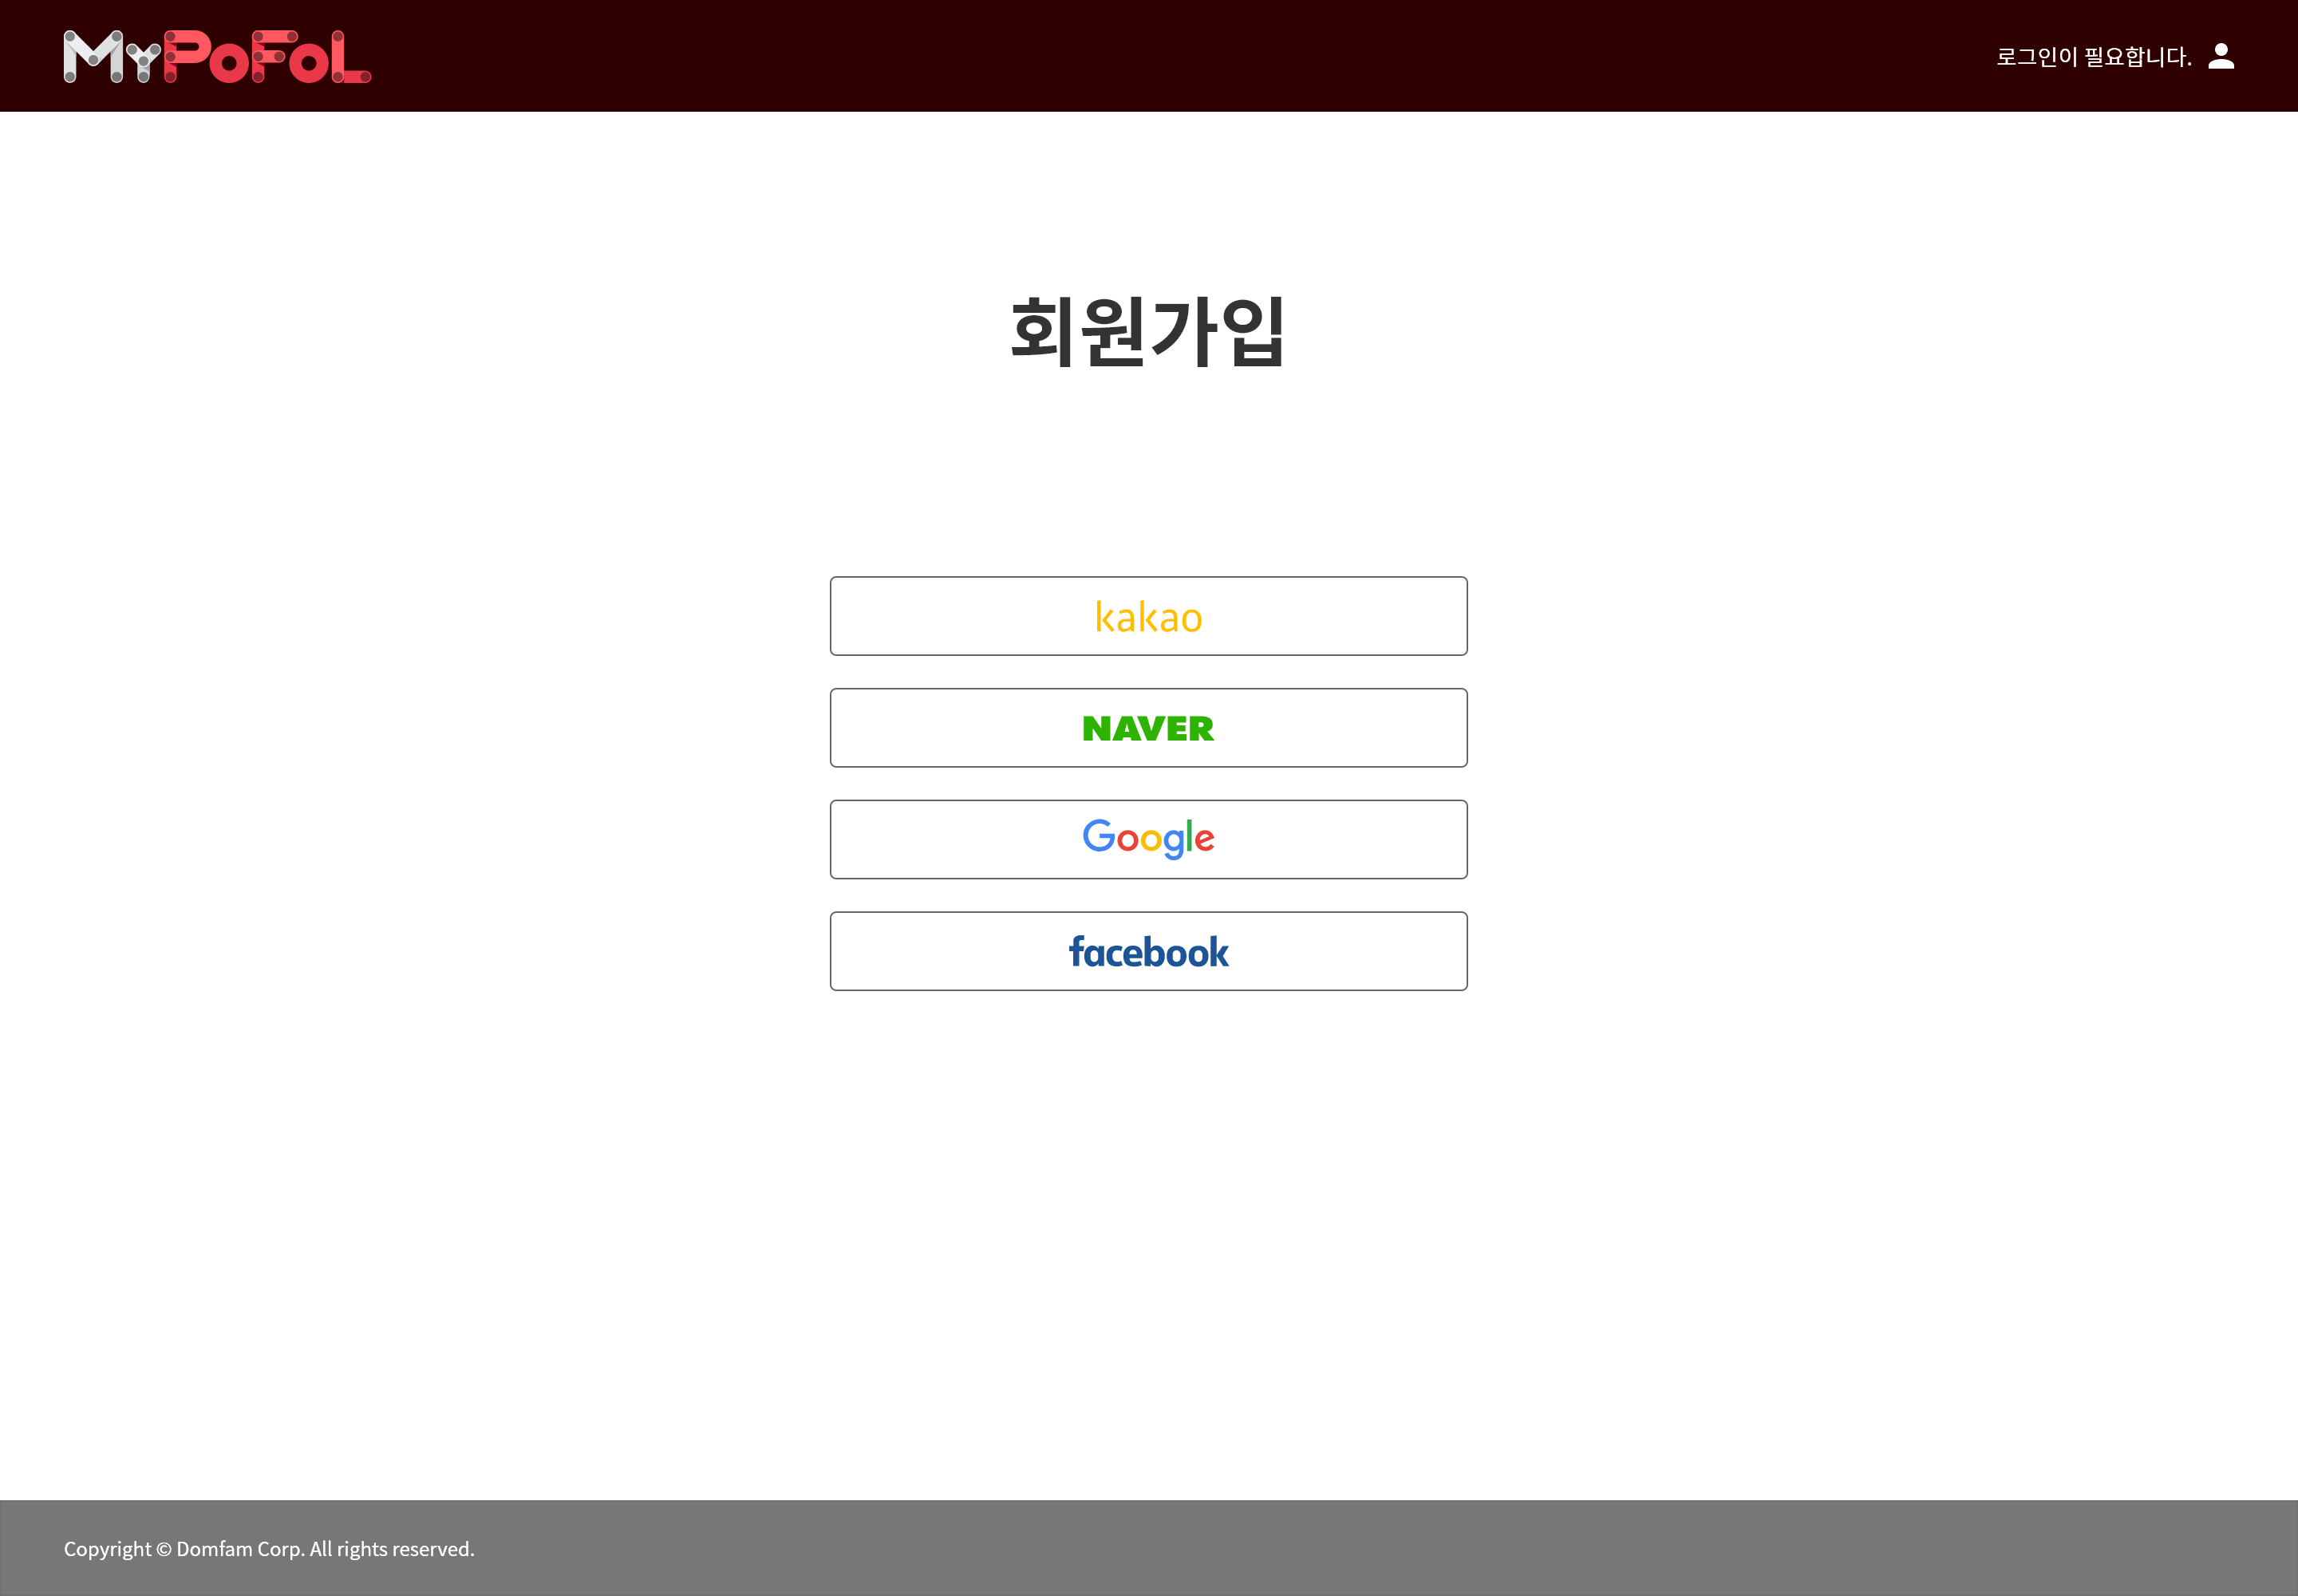 MyPoFoL
로그인이 필요합니다.
회원가입
kakao
NAVER
Google
facebook
Copyright © Domfam Corp. All rights reserved.